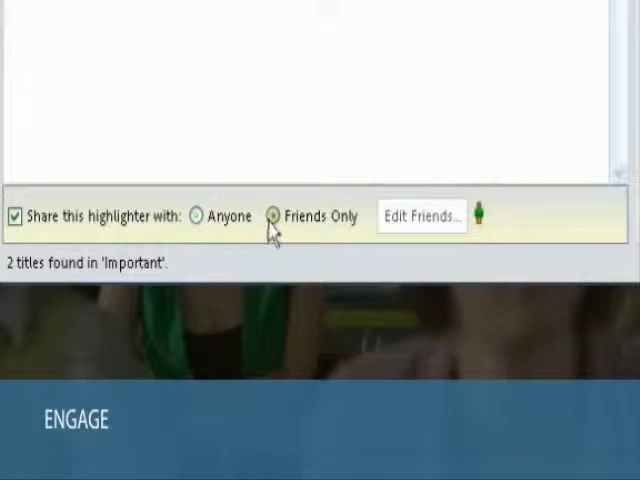 Share this highlighter with: Anyone Friends Only Edit Friends...
2 titles found in 'Important'.
ENGAGE